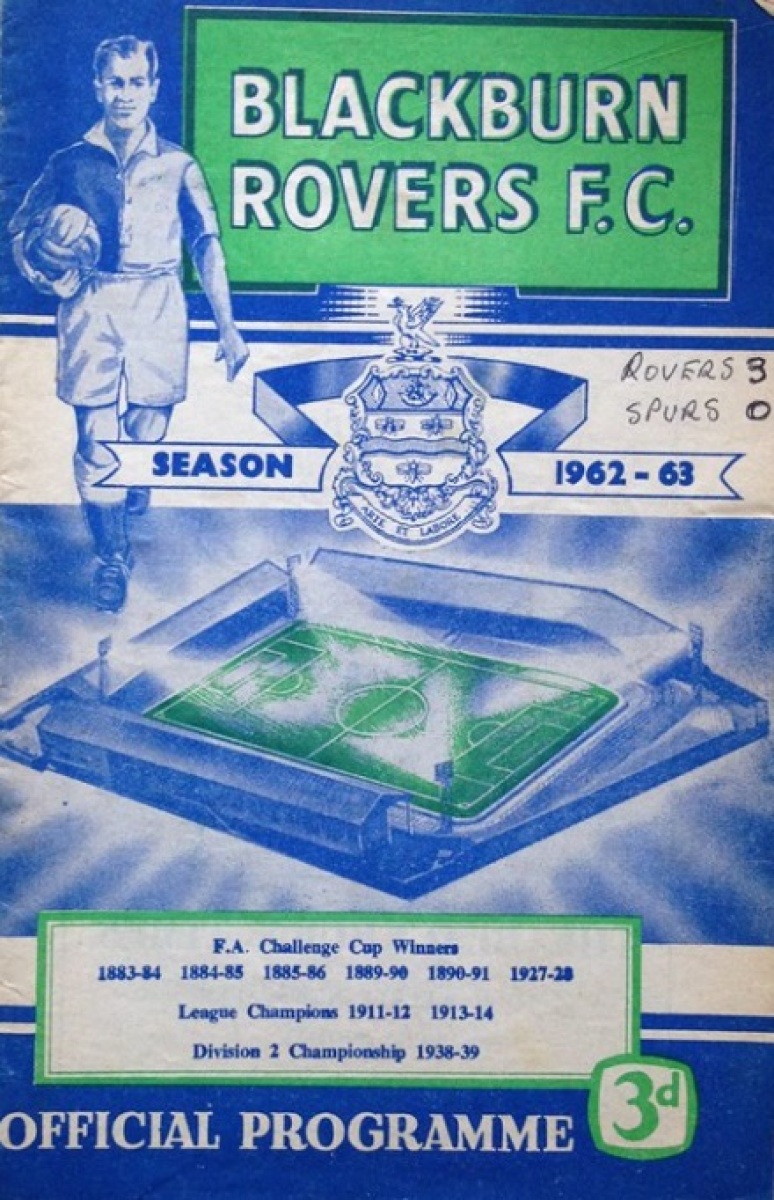 BLACKBURN
ROVERS F.C.
ROVERS 3
SPURS 0
SEASON 1962-63
ARTE ET LABORE
F.A. Challenge Cup Winners
1883-84 1884-85 1885-86 1889-90 1890-91 1927-28
League Champions 1911-12 1913-14
Division 2 Championship 1938-39
OFFICIAL PROGRAMME
3d